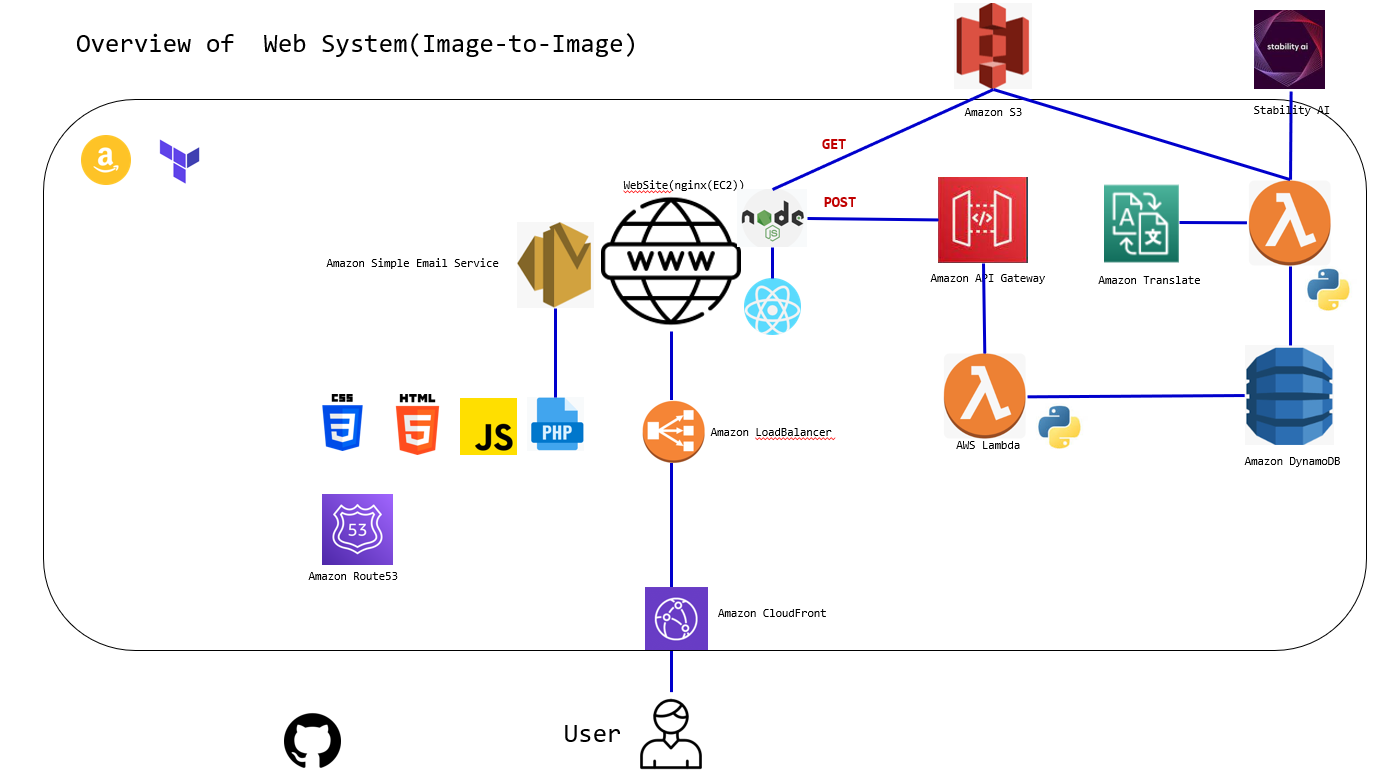 Overview of  Web System(Image-to-Image)
stability ai
Amazon S3
Stability AI
GET
a
WebSite(nginx(EC2))
node
JS
POST
WWW
A
文
Amazon Simple Email Service
Amazon API Gateway
Amazon Translate
CSS
HTML
JS
PHP
Amazon LoadBalancer
AWS Lambda
Amazon DynamoDB
53
Amazon Route53
Amazon CloudFront
User